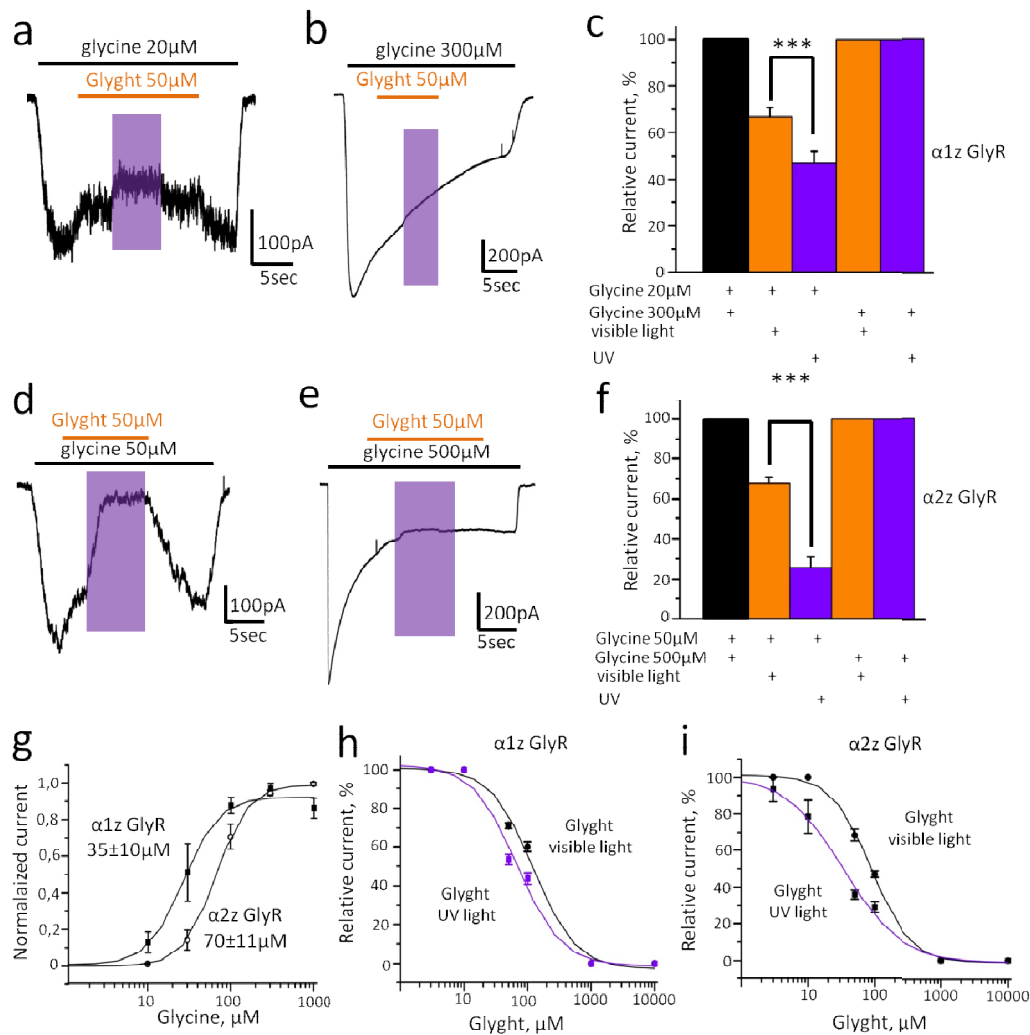 a
glycine 20µM
Glyght 50µM
100pA
5sec
b
glycine 300µM
Glyght 50µM
200pA
5sec
c
Relative current, %
100
80
60
40
20
0
***
α1z GlyR
Glycine 20µM + + +
Glycine 300µM + + +
visible light + +
UV + +
d
Glyght 50µM
glycine 50µM
100pA
5sec
e
Glyght 50µM
glycine 500µM
200pA
5sec
f
Relative current, %
100
80
60
40
20
0
***
α2z GlyR
Glycine 50µM + + +
Glycine 500µM + + +
visible light + +
UV + +
g
Normalaized current
1,0
0,8
0,6
0,4
0,2
0
α1z GlyR
35±10µM
α2z GlyR
70±11µM
10 100 1000
Glycine, µM
h
α1z GlyR
Relative current, %
100
80
60
40
20
0
Glyght
visible light
Glyght
UV light
10 100 1000 10000
Glyght, µM
i
α2z GlyR
Relative current, %
100
80
60
40
20
0
Glyght
visible light
Glyght
UV light
10 100 1000 10000
Glyght, µM